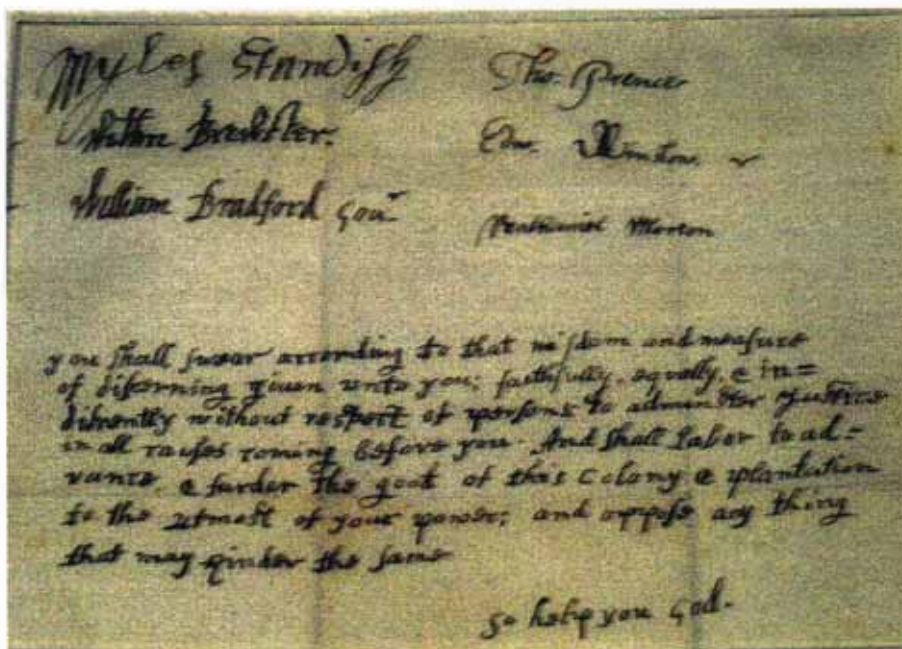 Myles Standish
Tho. Prence
William Brewster.
Edw. Winslow
William Bradford Gour
Nathaniel Morton
you shall swear according to that wisdom and measure
of discerning given unto you; faithfully, equally, & in=
diferently without respect of persons to administer Justice
in all causes coming before you. And shall labor to ad=
vance, & furder the good of this Colony & plantation
to the utmost of your power; and oppose any thing
that may hinder the same
So help you God.